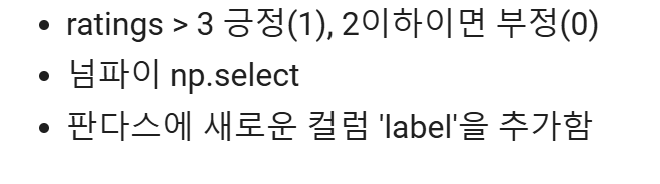 • ratings > 3 긍정(1), 2이하이면 부정(0)
• 넘파이 np.select
• 판다스에 새로운 컬럼 'label'을 추가함